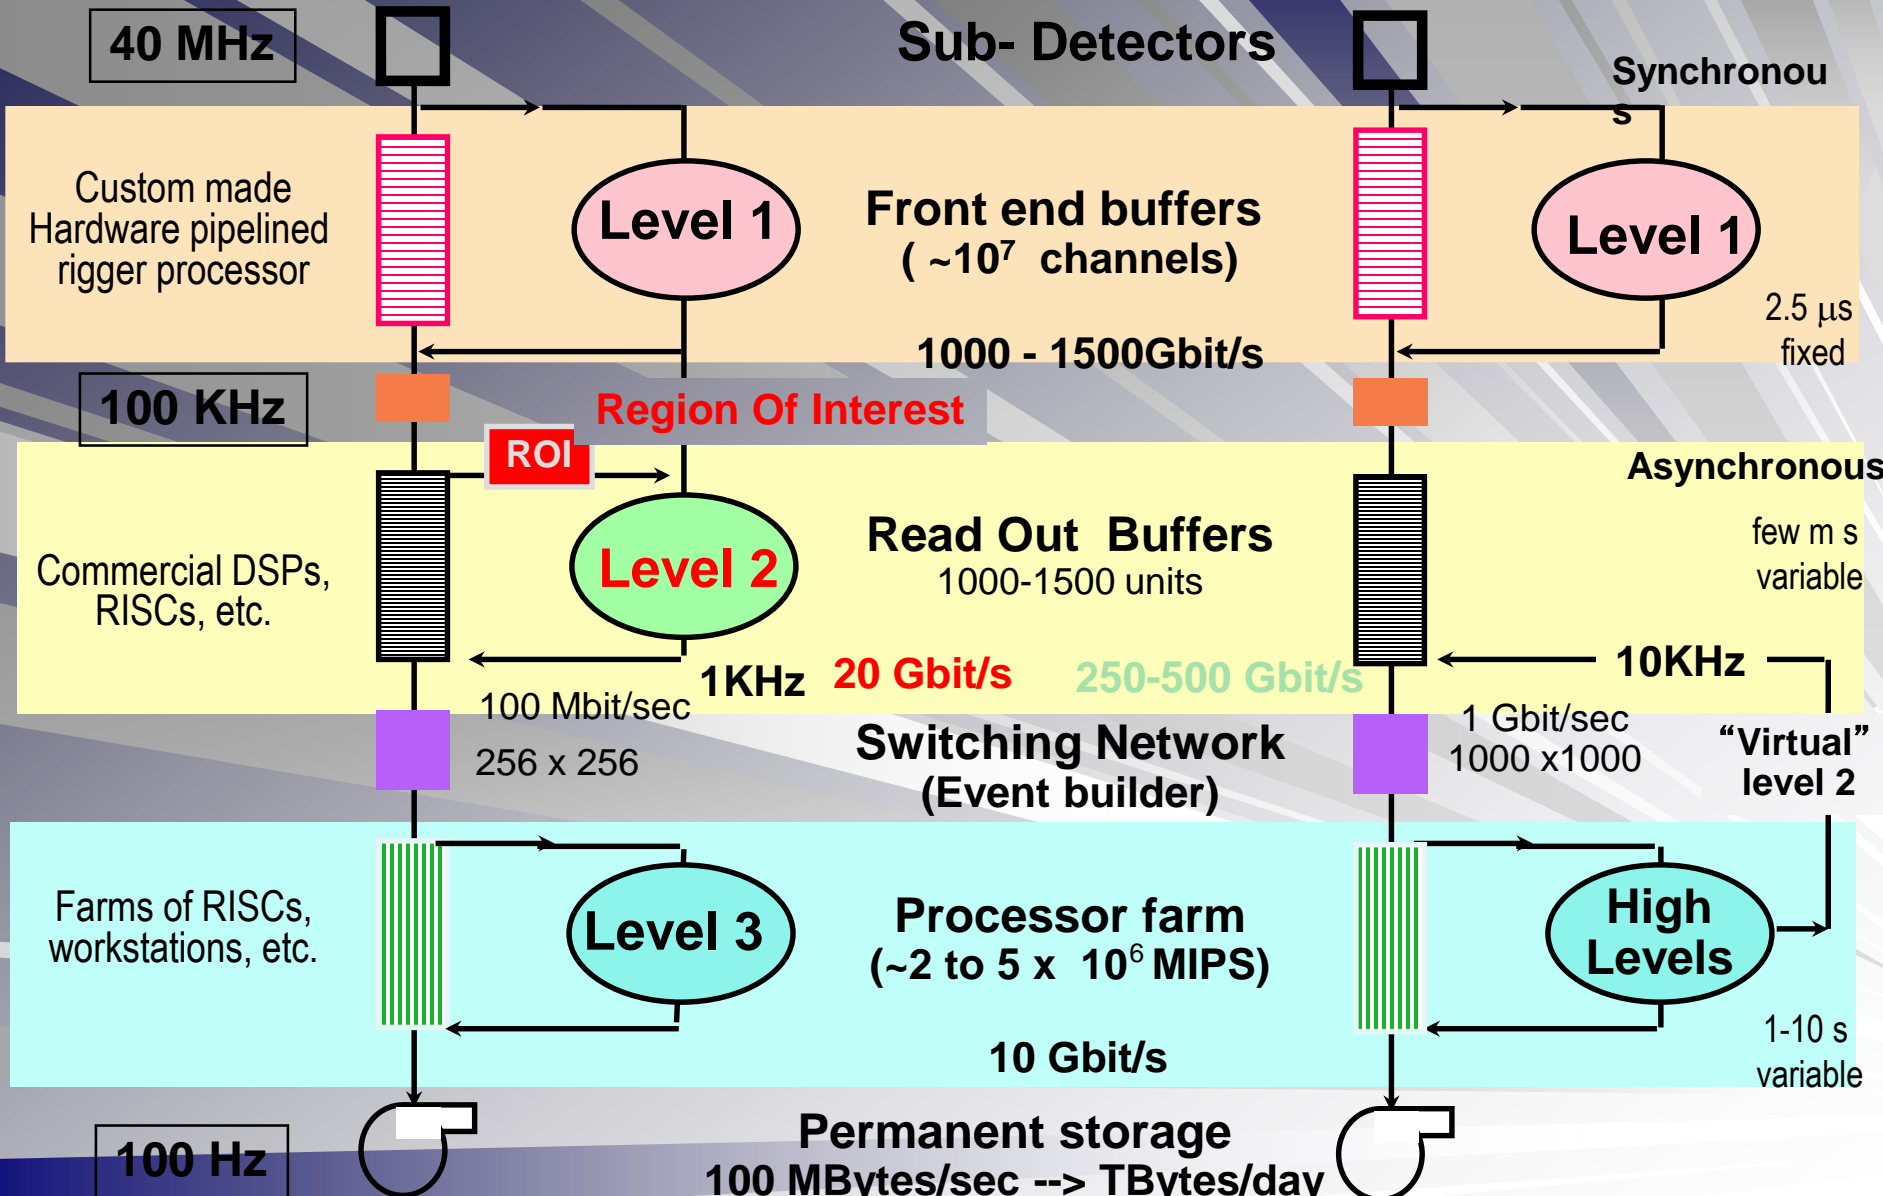 40 MHz
Sub- Detectors
Synchronou
s
Custom made
Hardware pipelined
rigger processor
Level 1
Front end buffers
( ~10⁷ channels)
Level 1
2.5 μs
fixed
1000 - 1500Gbit/s
100 KHz
Region Of Interest
ROI
Asynchronous
Commercial DSPs,
RISCs, etc.
Level 2
Read Out Buffers
1000-1500 units
few m s
variable
1KHz
20 Gbit/s
250-500 Gbit/s
10KHz
100 Mbit/sec
256 x 256
Switching Network
(Event builder)
1 Gbit/sec
1000 x1000
“Virtual”
level 2
Farms of RISCs,
workstations, etc.
Level 3
Processor farm
(~2 to 5 x 10⁶ MIPS)
High
Levels
1-10 s
variable
10 Gbit/s
100 Hz
Permanent storage
100 MBytes/sec --> TBytes/day